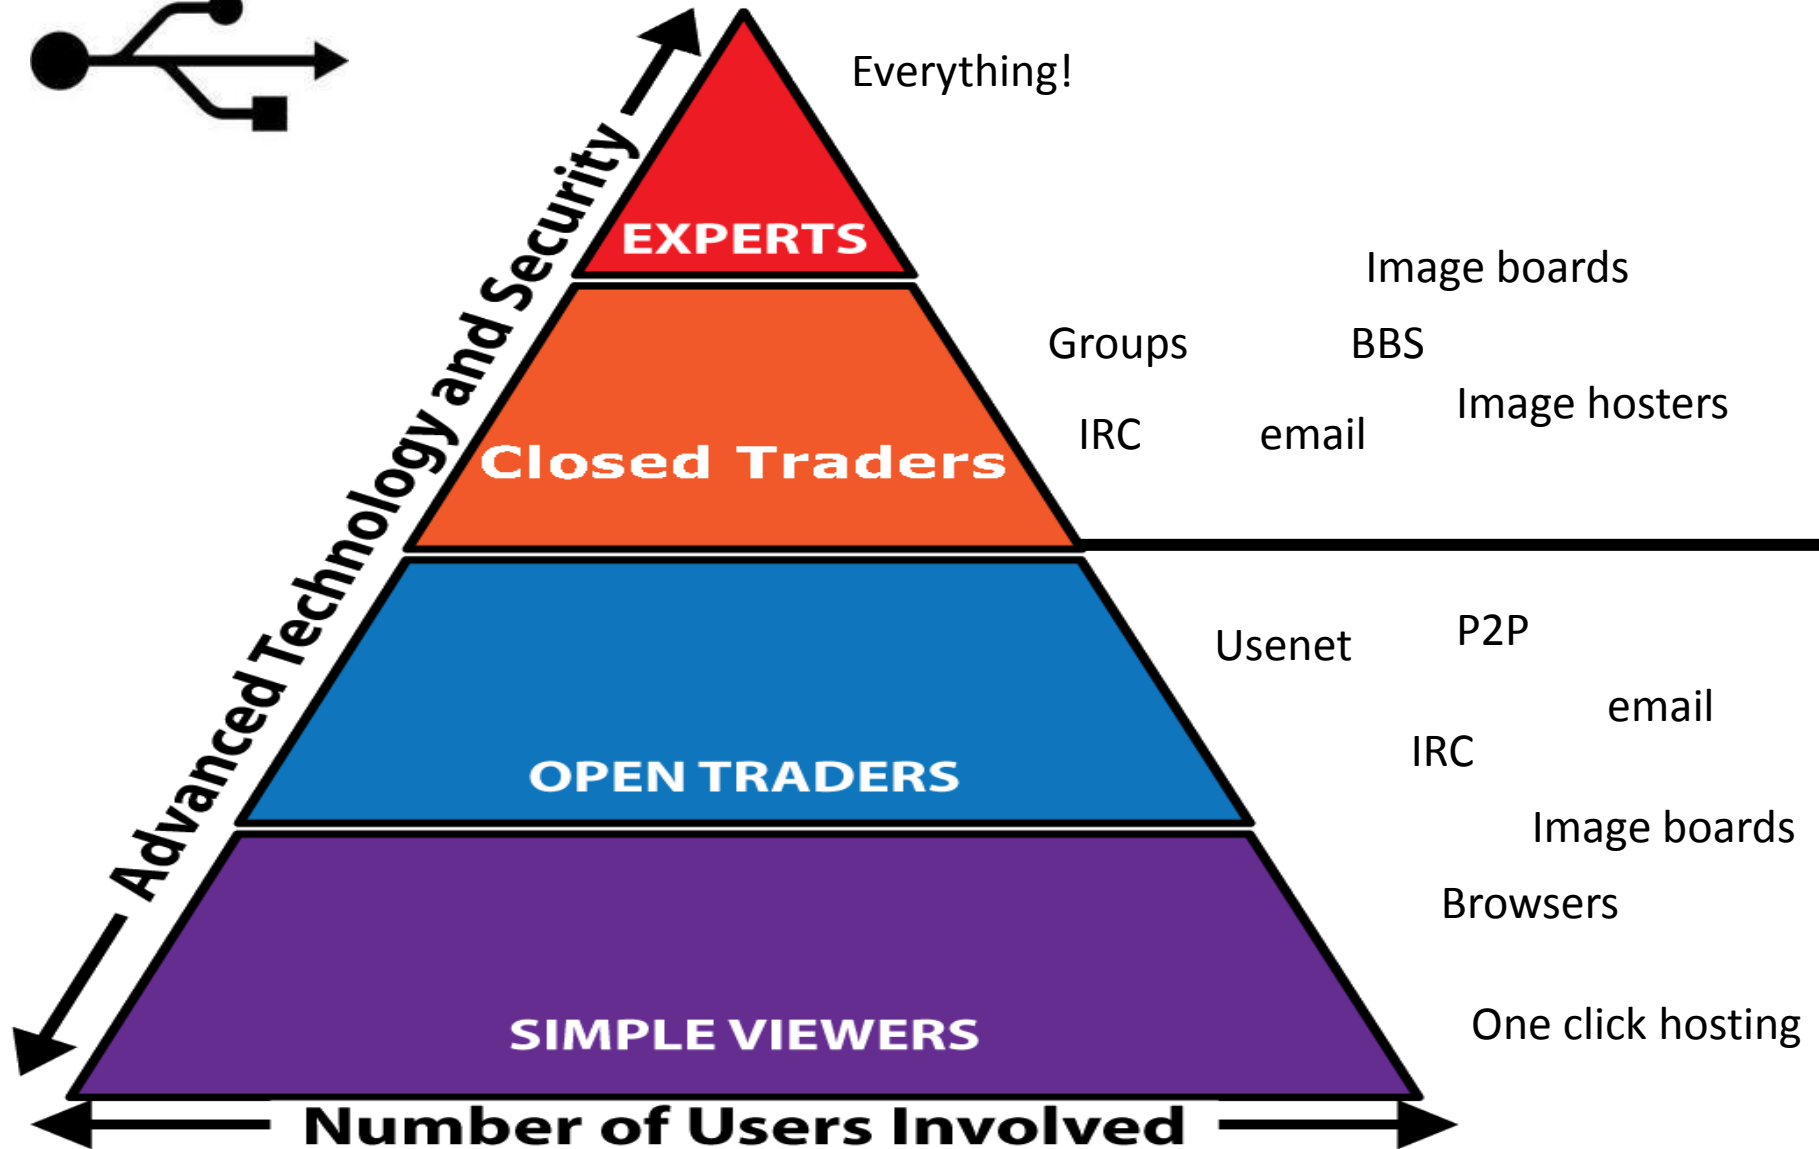 Everything!
EXPERTS
Image boards
Groups
BBS
Image hosters
IRC
email
Closed Traders
Advanced Technology and Security
Usenet
P2P
email
IRC
OPEN TRADERS
Image boards
Browsers
One click hosting
SIMPLE VIEWERS
Number of Users Involved